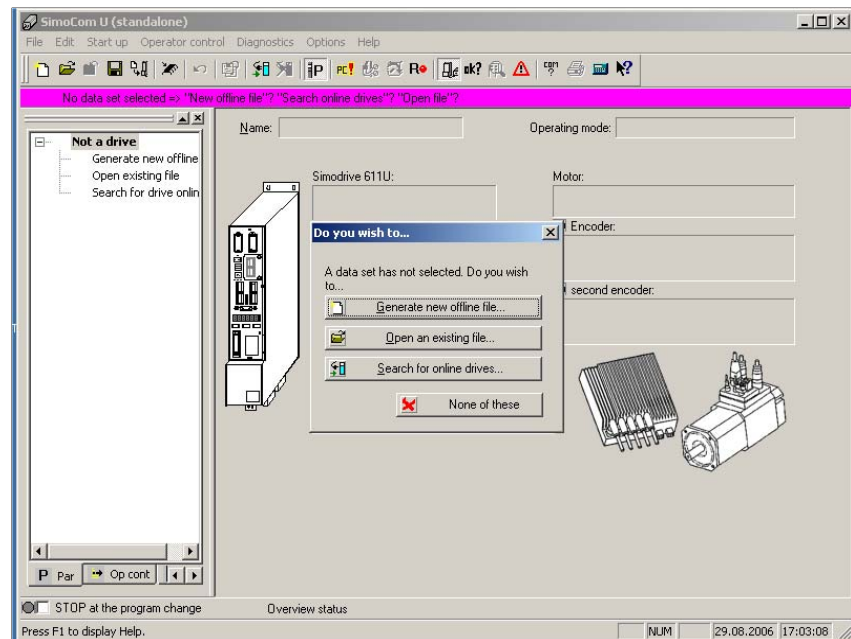 SimoCom U (standalone)
File Edit Start up Operator control Diagnostics Options Help
No data set selected => "New offline file"? "Search online drives"? "Open file"?
Not a drive
Generate new offline
Open existing file
Search for drive onlin
Name:
Operating mode:
Simodrive 611U:
Motor:
Encoder:
second encoder:
Do you wish to...
A data set has not selected. Do you wish
to...
Generate new offline file...
Open an existing file...
Search for online drives...
None of these
P Par Op cont
STOP at the program change
Overview status
Press F1 to display Help.
NUM
29.08.2006
17:03:08